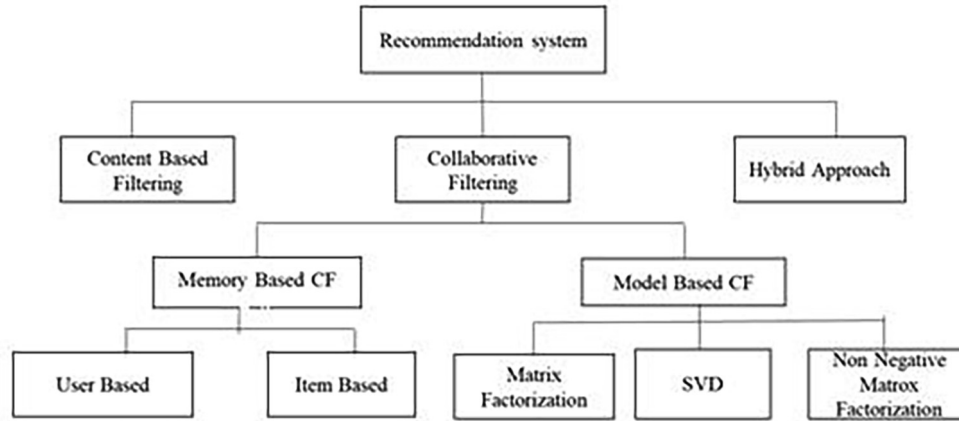 Recommendation system
Content Based
Filtering
Collaborative
Filtering
Hybrid Approach
Memory Based CF
Model Based CF
User Based
Item Based
Matrix
Factorization
SVD
Non Negative
Matrox
Factorization